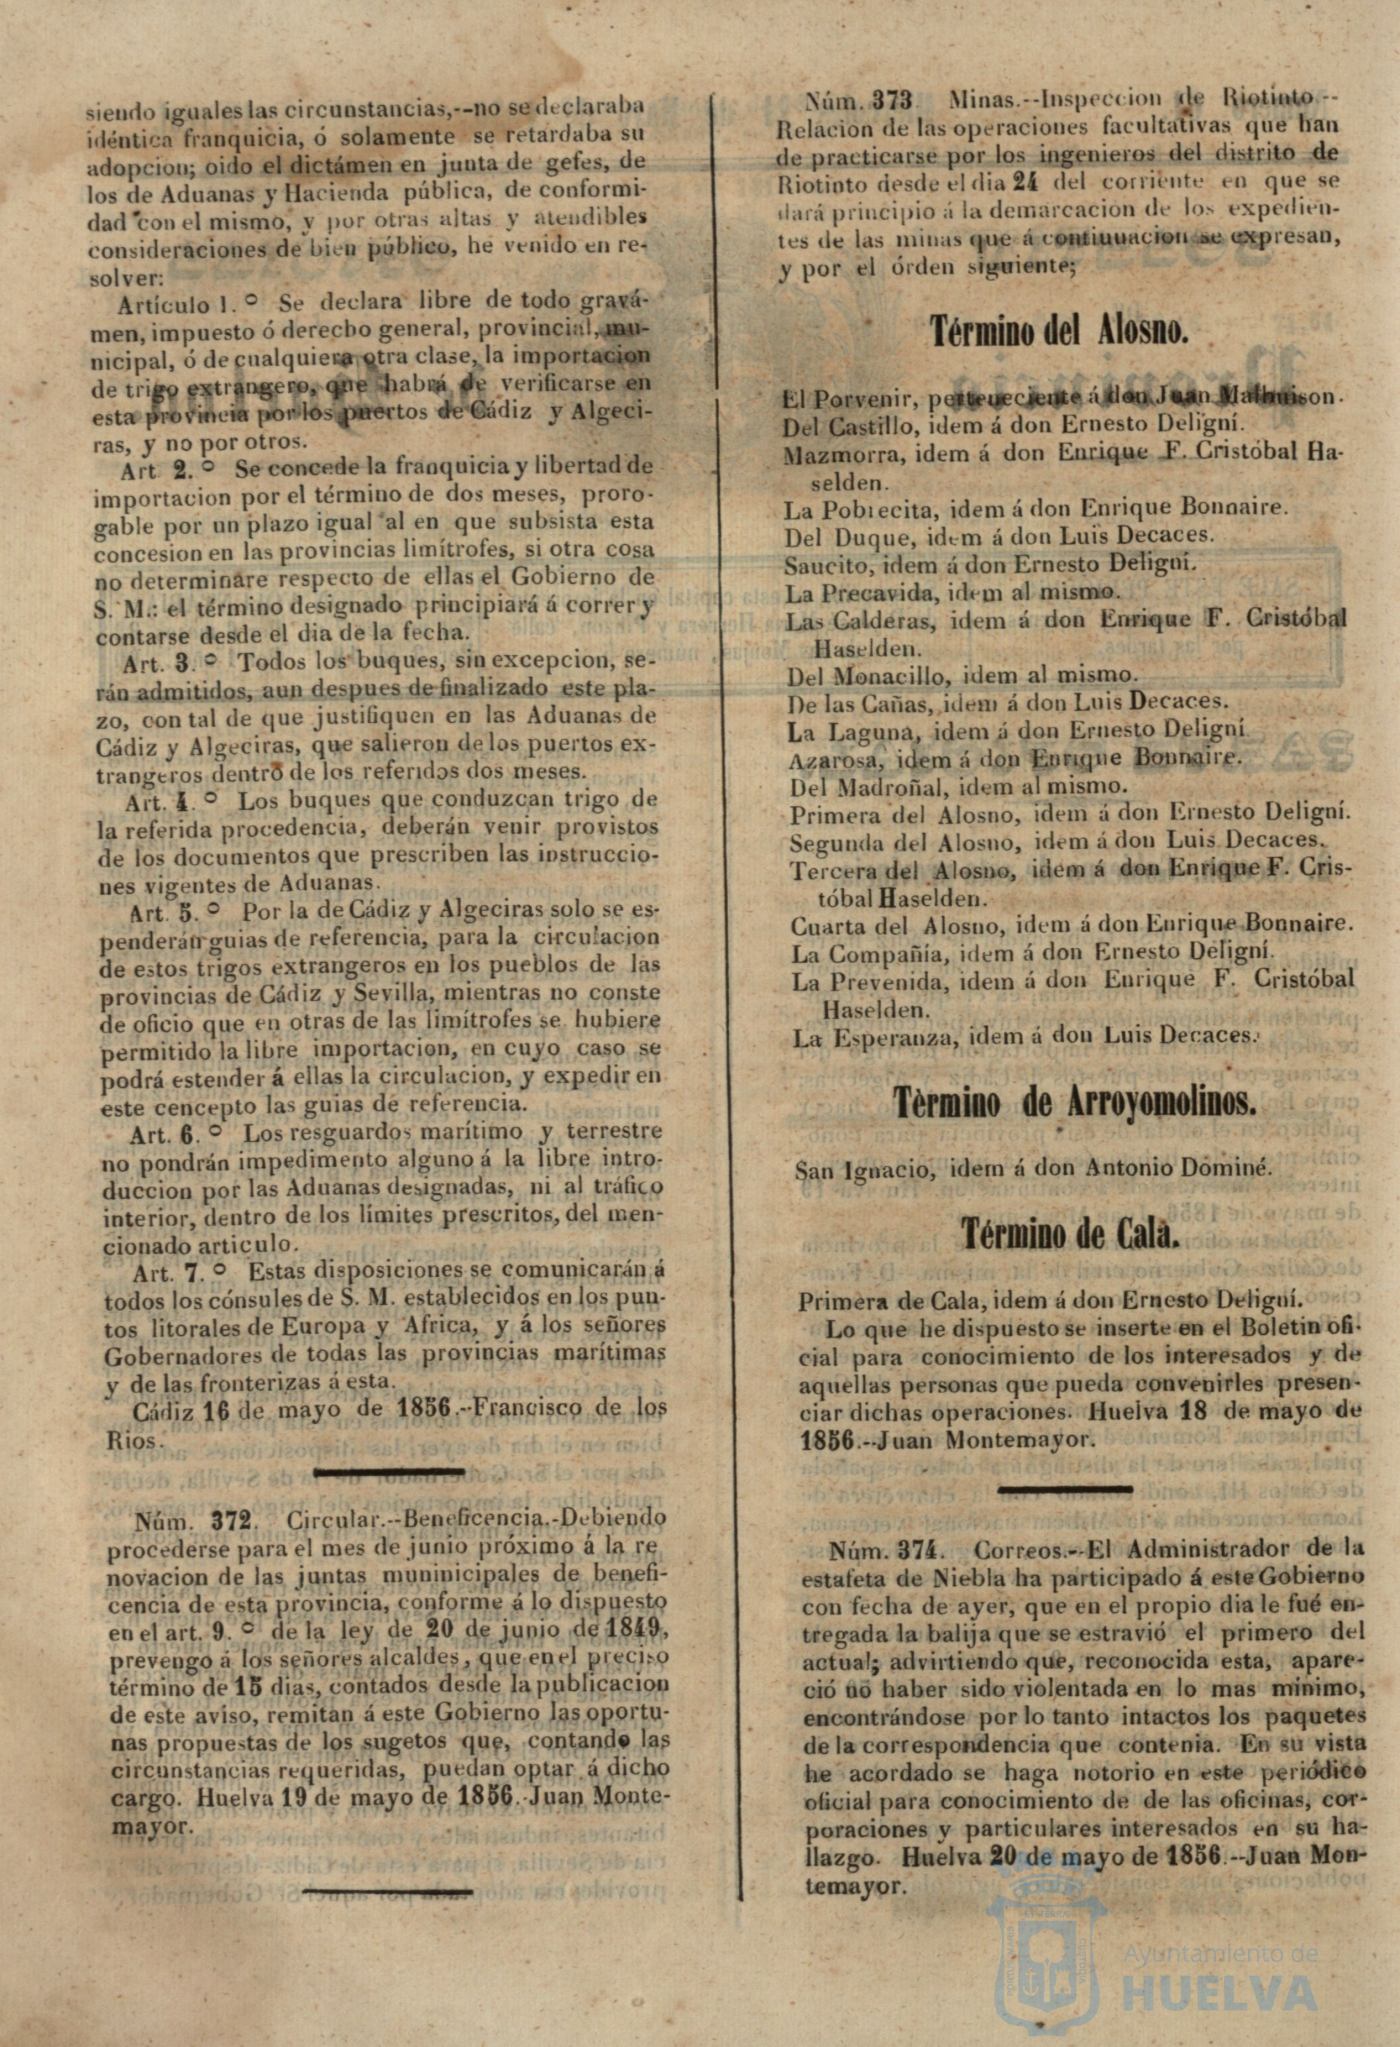 siendo iguales las circunstancias,--no se declaraba
idéntica franquicia, ó solamente se retardaba su
adopcion; oido el dictámen en junta de gefes, de
los de Aduanas y Hacienda pública, de conformi-
dad con el mismo, y por otras altas y atendibles
consideraciones de bien público, he venido en re-
solver:
Artículo 1.º Se declara libre de todo gravá-
men, impuesto ó derecho general, provincial, mu-
nicipal, ó de cualquiera otra clase, la importacion
de trigo extrangero, que habrá de verificarse en
esta provincia por los puertos de Cádiz y Algeci-
ras, y no por otros.
Art. 2.º Se concede la franquicia y libertad de
importacion por el término de dos meses, proro-
gable por un plazo igual al en que subsista esta
concesion en las provincias limítrofes, si otra cosa
no determinare respecto de ellas el Gobierno de
S. M.: el término designado principiará á correr y
contarse desde el dia de la fecha.
Art. 3.º Todos los buques, sin excepcion, se-
rán admitidos, aun despues de finalizado este pla-
zo, con tal de que justifiquen en las Aduanas de
Cádiz y Algeciras, que salieron de los puertos ex-
trangeros dentro de los referidos dos meses.
Art. 4.º Los buques que conduzcan trigo de
la referida procedencia, deberán venir provistos
de los documentos que prescriben las instruccio-
nes vigentes de Aduanas.
Art. 5.º Por la de Cádiz y Algeciras solo se es-
penderán guias de referencia, para la circulacion
de estos trigos extrangeros en los pueblos de las
provincias de Cádiz y Sevilla, mientras no conste
de oficio que en otras de las limítrofes se hubiere
permitido la libre importacion, en cuyo caso se
podrá estender á ellas la circulacion, y expedir en
este cencepto las guias de referencia.
Art. 6.º Los resguardos marítimo y terrestre
no pondrán impedimento alguno á la libre intro-
duccion por las Aduanas designadas, ni al tráfico
interior, dentro de los límites prescritos, del men-
cionado articulo.
Art. 7.º Estas disposiciones se comunicarán á
todos los cónsules de S. M. establecidos en los pun-
tos litorales de Europa y Africa, y á los señores
Gobernadores de todas las provincias marítimas
y de las fronterizas á esta.
Cádiz 16 de mayo de 1856.--Francisco de los
Rios.
Núm. 372. Circular.--Beneficencia.-Debiendo
procederse para el mes de junio próximo á la re
novacion de las juntas muninicipales de benefi-
cencia de esta provincia, conforme á lo dispuesto
en el art. 9.º de la ley de 20 de junio de 1849,
prevengo á los señores alcaldes, que en el preciso
término de 15 dias, contados desde la publicacion
de este aviso, remitan á este Gobierno las oportu-
nas propuestas de los sugetos que, contando las
circunstancias requeridas, puedan optar á dicho
cargo. Huelva 19 de mayo de 1856.-Juan Monte-
mayor.
Núm. 373. Minas.--Inspeccion de Riotinto.--
Relacion de las operaciones facultativas que han
de practicarse por los ingenieros del distrito de
Riotinto desde el dia 24 del corriente en que se
dará principio á la demarcacion de los expedien-
tes de las minas que á continuacion se expresan,
y por el órden siguiente;
Término del Alosno.
El Porvenir, perteneciente á don Juan Mathuison.
Del Castillo, idem á don Ernesto Deligní.
Mazmorra, idem á don Enrique F. Cristóbal Ha-
selden.
La Pobrecita, idem á don Enrique Bonnaire.
Del Duque, idem á don Luis Decaces.
Saucito, idem á don Ernesto Deligní.
La Precavida, idem al mismo.
Las Calderas, idem á don Enrique F. Cristóbal
Haselden.
Del Monacillo, idem al mismo.
De las Cañas, idem á don Luis Decaces.
La Laguna, idem á don Ernesto Deligní
Azarosa, idem á don Enrique Bonnaire.
Del Madroñal, idem al mismo.
Primera del Alosno, idem á don Ernesto Deligní.
Segunda del Alosno, idem á don Luis Decaces.
Tercera del Alosno, idem á don Enrique F. Cris-
tóbal Haselden.
Cuarta del Alosno, idem á don Enrique Bonnaire.
La Compañía, idem á don Ernesto Deligní.
La Prevenida, idem á don Enrique F. Cristóbal
Haselden.
La Esperanza, idem á don Luis Decaces.
Tèrmino de Arroyomolinos.
San Ignacio, idem á don Antonio Dominé.
Término de Cala.
Primera de Cala, idem á don Ernesto Deligní.
Lo que he dispuesto se inserte en el Boletin ofi-
cial para conocimiento de los interesados y de
aquellas personas que pueda convenirles presen-
ciar dichas operaciones. Huelva 18 de mayo de
1856.--Juan Montemayor.
Núm. 374. Correos.--El Administrador de la
estafeta de Niebla ha participado á este Gobierno
con fecha de ayer, que en el propio dia le fué en-
tregada la balija que se estravió el primero del
actual; advirtiendo que, reconocida esta, apare-
ció no haber sido violentada en lo mas mínimo,
encontrándose por lo tanto intactos los paquetes
de la correspondencia que contenia. En su vista
he acordado se haga notorio en este periódico
oficial para conocimiento de de las oficinas, cor-
poraciones y particulares interesados en su ha-
llazgo. Huelva 20 de mayo de 1856.--Juan Mon-
temayor.
Ayuntamiento de
HUELVA